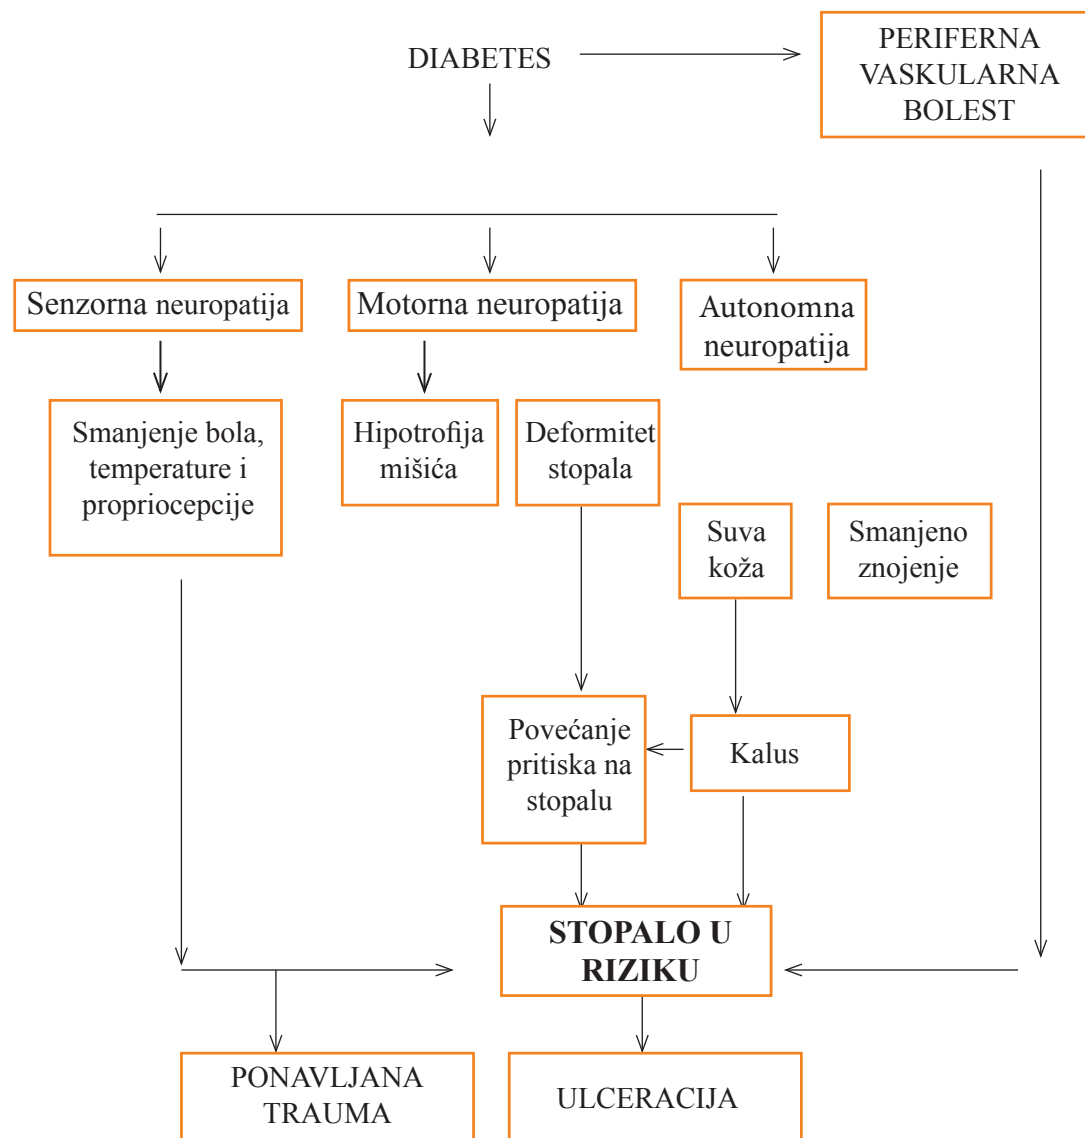 DIABETES
PERIFERNA
VASKULARNA
BOLEST
Senzorna neuropatija
Motorna neuropatija
Autonomna
neuropatija
Smanjenje bola,
temperature i
propriocepcije
Hipotrofija
mišića
Deformitet
stopala
Suva
koža
Smanjeno
znojenje
Povećanje
pritiska na
stopalu
Kalus
STOPALO U
RIZIKU
PONAVLJANA
TRAUMA
ULCERACIJA